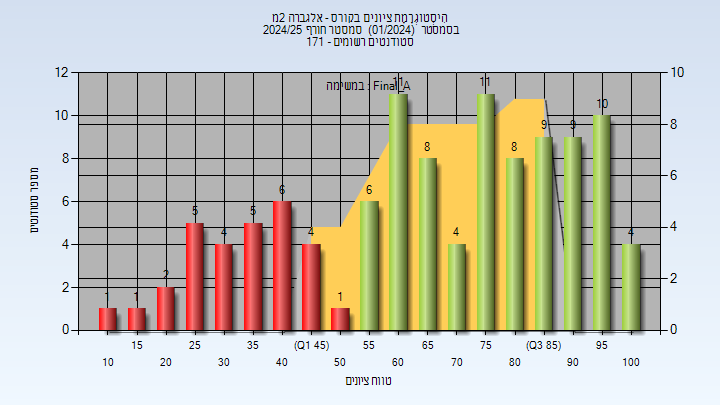 הִיסְטוֹגְרָמַת ציונים בקורס - אלגברה 2מ
בסמסטר (01/2024) סמסטר חורף 2024/25
סטודנטים רשומים - 171
במשימה : Final_A
12 10 8 6 4 2 0
10 8 6 4 2 0
מספר סטודנטים
1 1 2 5 4 5 6 4 1 6 11 8 4 11 8 9 9 10 4
15 25 35 (Q1 45) 55 65 75 (Q3 85) 95
10 20 30 40 50 60 70 80 90 100
טווח ציונים